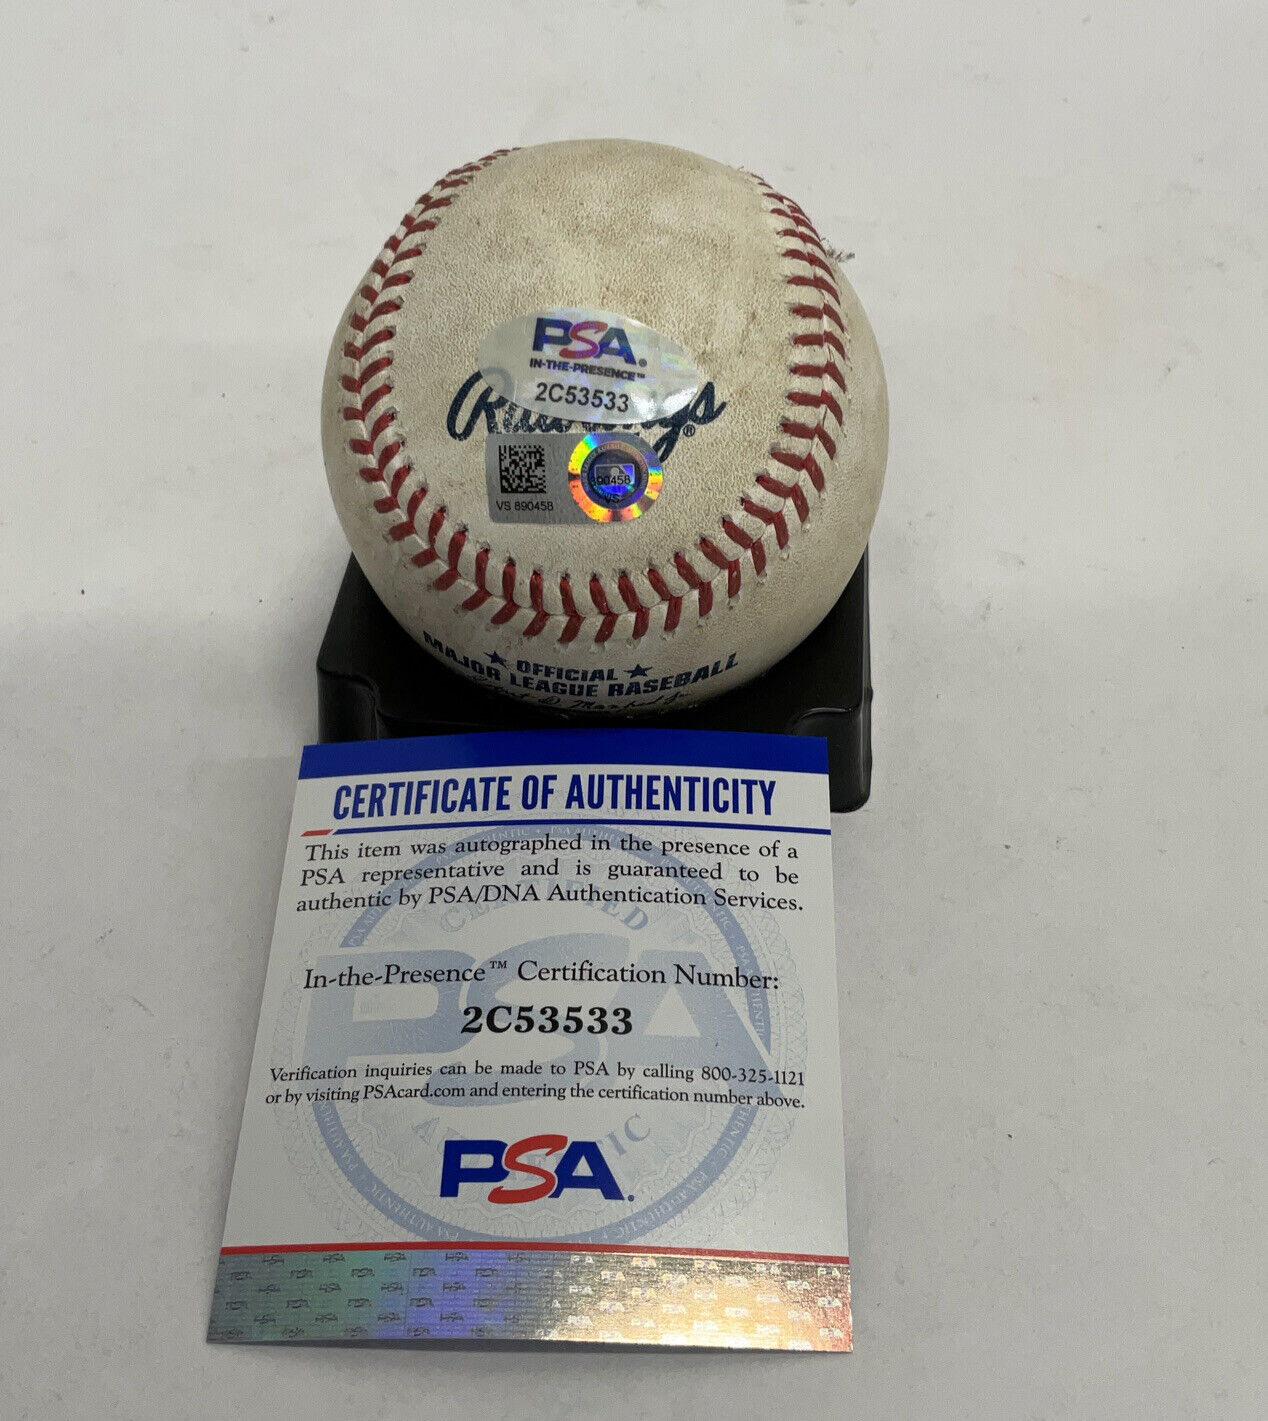 PSA®
IN-THE-PRESENCE™
2C53533
Rawlings®
890458
VS
VS 890458
★ OFFICIAL ★
MAJOR LEAGUE BASEBALL
CERTIFICATE OF AUTHENTICITY
This item was autographed in the presence of a
PSA representative and is guaranteed to be
authentic by PSA/DNA Authentication Services.
In-the-Presence™ Certification Number:
2C53533
Verification inquiries can be made to PSA by calling 800-325-1121
or by visiting PSAcard.com and entering the certification number above.
PSA®